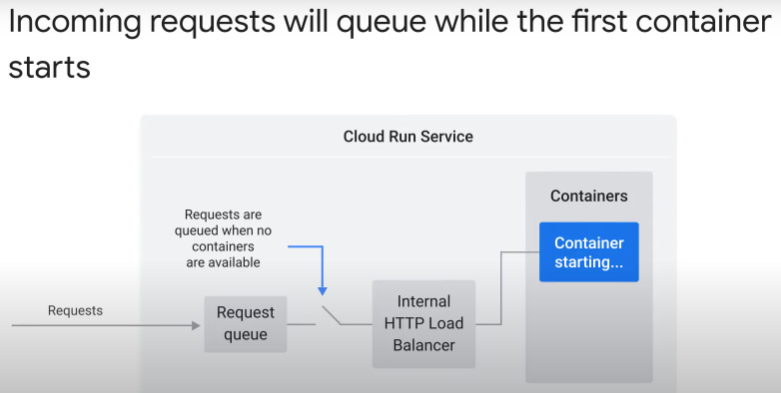 Incoming requests will queue while the first container
starts
Cloud Run Service
Containers
Requests are
queued when no
containers
are available
Container
starting...
Requests
Request
queue
Internal
HTTP Load
Balancer